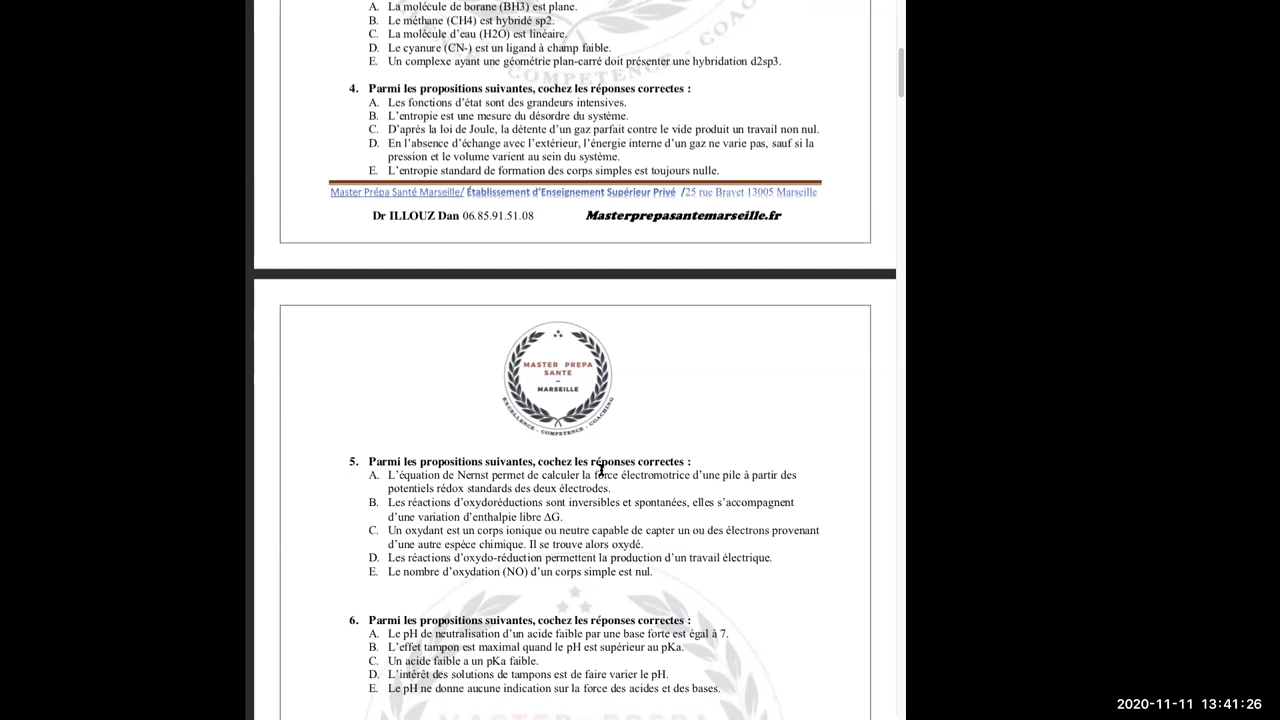 A. La molécule de borane (BH3) est plane.
B. Le méthane (CH4) est hybridé sp2.
C. La molécule d'eau (H2O) est linéaire.
D. Le cyanure (CN-) est un ligand à champ faible.
E. Un complexe ayant une géométrie plan-carré doit présenter une hybridation d2sp3.
COMPETENCE - COA
4. Parmi les propositions suivantes, cochez les réponses correctes :
A. Les fonctions d'état sont des grandeurs intensives.
B. L'entropie est une mesure du désordre du système.
C. D'après la loi de Joule, la détente d'un gaz parfait contre le vide produit un travail non nul.
D. En l'absence d'échange avec l'extérieur, l'énergie interne d'un gaz ne varie pas, sauf si la
pression et le volume varient au sein du système.
E. L'entropie standard de formation des corps simples est toujours nulle.
Master Prépa Santé Marseille/ Établissement d'Enseignement Supérieur Privé /25 rue Bravet 13005 Marseille
Dr ILLOUZ Dan 06.85.91.51.08 Masterprepasantemarseille.fr
MASTER PREPA
SANTE
–
MARSEILLE
EXCELLENCE - COMPETENCE - COACHING
5. Parmi les propositions suivantes, cochez les réponses correctes :
A. L'équation de Nernst permet de calculer la force électromotrice d'une pile à partir des
potentiels rédox standards des deux électrodes.
B. Les réactions d'oxydoréductions sont inversibles et spontanées, elles s'accompagnent
d'une variation d'enthalpie libre ΔG.
C. Un oxydant est un corps ionique ou neutre capable de capter un ou des électrons provenant
d'une autre espèce chimique. Il se trouve alors oxydé.
D. Les réactions d'oxydo-réduction permettent la production d'un travail électrique.
E. Le nombre d'oxydation (NO) d'un corps simple est nul.
6. Parmi les propositions suivantes, cochez les réponses correctes :
A. Le pH de neutralisation d'un acide faible par une base forte est égal à 7.
B. L'effet tampon est maximal quand le pH est supérieur au pKa.
C. Un acide faible a un pKa faible.
D. L'intérêt des solutions de tampons est de faire varier le pH.
E. Le pH ne donne aucune indication sur la force des acides et des bases.
2020-11-11 13:41:26